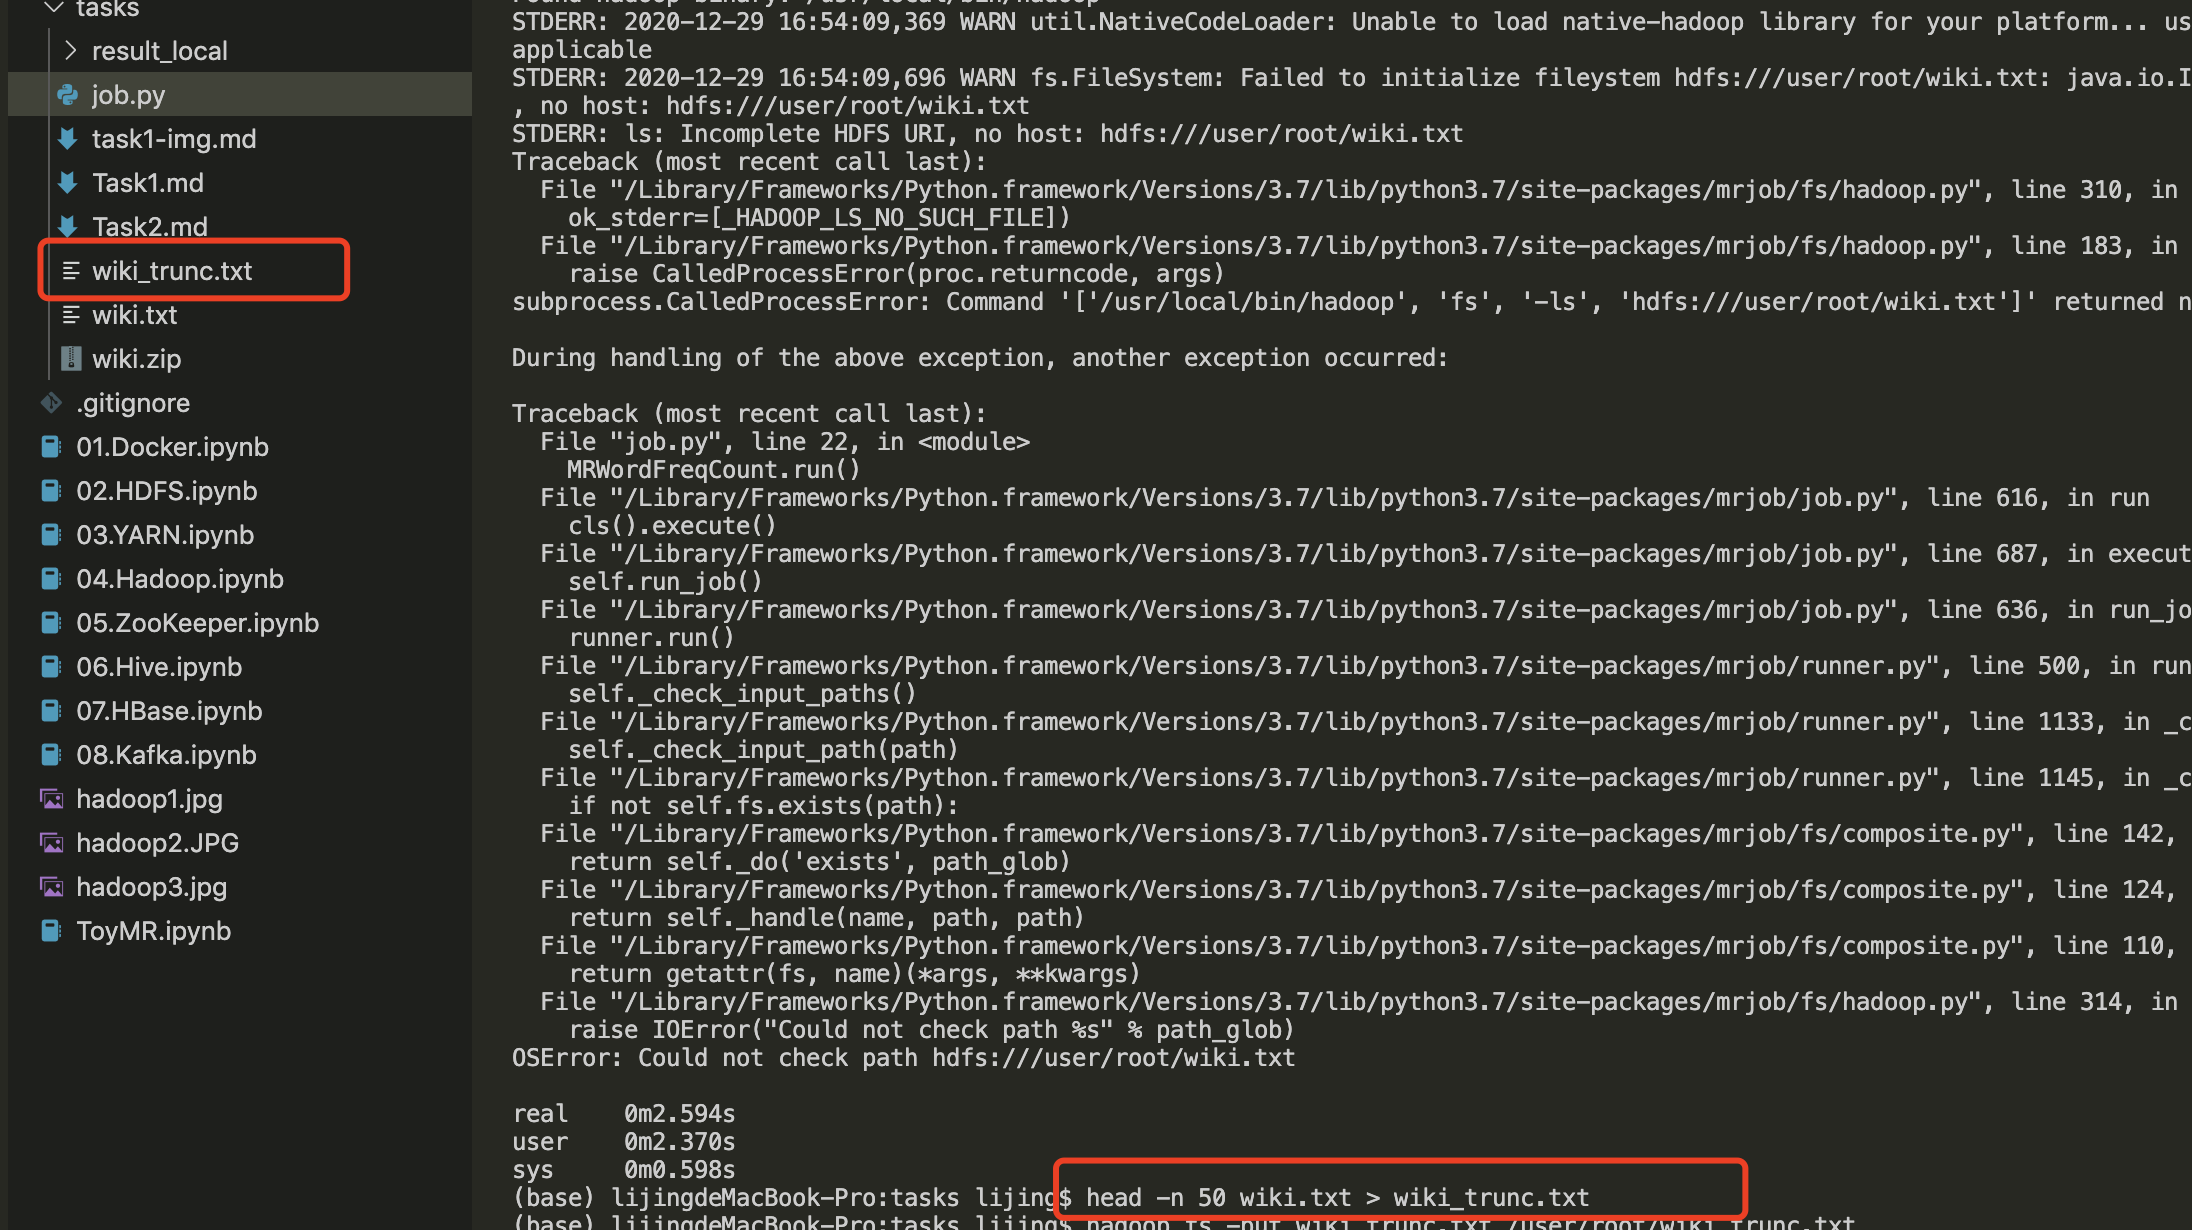 tasks
result_local
job.py
task1-img.md
Task1.md
Task2.md
wiki_trunc.txt
wiki.txt
wiki.zip
.gitignore
01.Docker.ipynb
02.HDFS.ipynb
03.YARN.ipynb
04.Hadoop.ipynb
05.ZooKeeper.ipynb
06.Hive.ipynb
07.HBase.ipynb
08.Kafka.ipynb
hadoop1.jpg
hadoop2.JPG
hadoop3.jpg
ToyMR.ipynb
STDERR: 2020-12-29 16:54:09,369 WARN util.NativeCodeLoader: Unable to load native-hadoop library for your platform... us
applicable
STDERR: 2020-12-29 16:54:09,696 WARN fs.FileSystem: Failed to initialize fileystem hdfs:///user/root/wiki.txt: java.io.I
, no host: hdfs:///user/root/wiki.txt
STDERR: ls: Incomplete HDFS URI, no host: hdfs:///user/root/wiki.txt
Traceback (most recent call last):
File "/Library/Frameworks/Python.framework/Versions/3.7/lib/python3.7/site-packages/mrjob/fs/hadoop.py", line 310, in
ok_stderr=[_HADOOP_LS_NO_SUCH_FILE])
File "/Library/Frameworks/Python.framework/Versions/3.7/lib/python3.7/site-packages/mrjob/fs/hadoop.py", line 183, in
raise CalledProcessError(proc.returncode, args)
subprocess.CalledProcessError: Command '['/usr/local/bin/hadoop', 'fs', '-ls', 'hdfs:///user/root/wiki.txt']' returned n
During handling of the above exception, another exception occurred:
Traceback (most recent call last):
File "job.py", line 22, in <module>
MRWordFreqCount.run()
File "/Library/Frameworks/Python.framework/Versions/3.7/lib/python3.7/site-packages/mrjob/job.py", line 616, in run
cls().execute()
File "/Library/Frameworks/Python.framework/Versions/3.7/lib/python3.7/site-packages/mrjob/job.py", line 687, in execut
self.run_job()
File "/Library/Frameworks/Python.framework/Versions/3.7/lib/python3.7/site-packages/mrjob/job.py", line 636, in run_jo
runner.run()
File "/Library/Frameworks/Python.framework/Versions/3.7/lib/python3.7/site-packages/mrjob/runner.py", line 500, in run
self._check_input_paths()
File "/Library/Frameworks/Python.framework/Versions/3.7/lib/python3.7/site-packages/mrjob/runner.py", line 1133, in _c
self._check_input_path(path)
File "/Library/Frameworks/Python.framework/Versions/3.7/lib/python3.7/site-packages/mrjob/runner.py", line 1145, in _c
if not self.fs.exists(path):
File "/Library/Frameworks/Python.framework/Versions/3.7/lib/python3.7/site-packages/mrjob/fs/composite.py", line 142,
return self._do('exists', path_glob)
File "/Library/Frameworks/Python.framework/Versions/3.7/lib/python3.7/site-packages/mrjob/fs/composite.py", line 124,
return self._handle(name, path, path)
File "/Library/Frameworks/Python.framework/Versions/3.7/lib/python3.7/site-packages/mrjob/fs/composite.py", line 110,
return getattr(fs, name)(*args, **kwargs)
File "/Library/Frameworks/Python.framework/Versions/3.7/lib/python3.7/site-packages/mrjob/fs/hadoop.py", line 314, in
raise IOError("Could not check path %s" % path_glob)
OSError: Could not check path hdfs:///user/root/wiki.txt
real 0m2.594s
user 0m2.370s
sys 0m0.598s
(base) lijingdeMacBook-Pro:tasks lijing$ head -n 50 wiki.txt > wiki_trunc.txt
(base) lijingdeMacBook-Pro:tasks lijing$ hadoop fs -put wiki_trunc.txt /user/root/wiki_trunc.txt